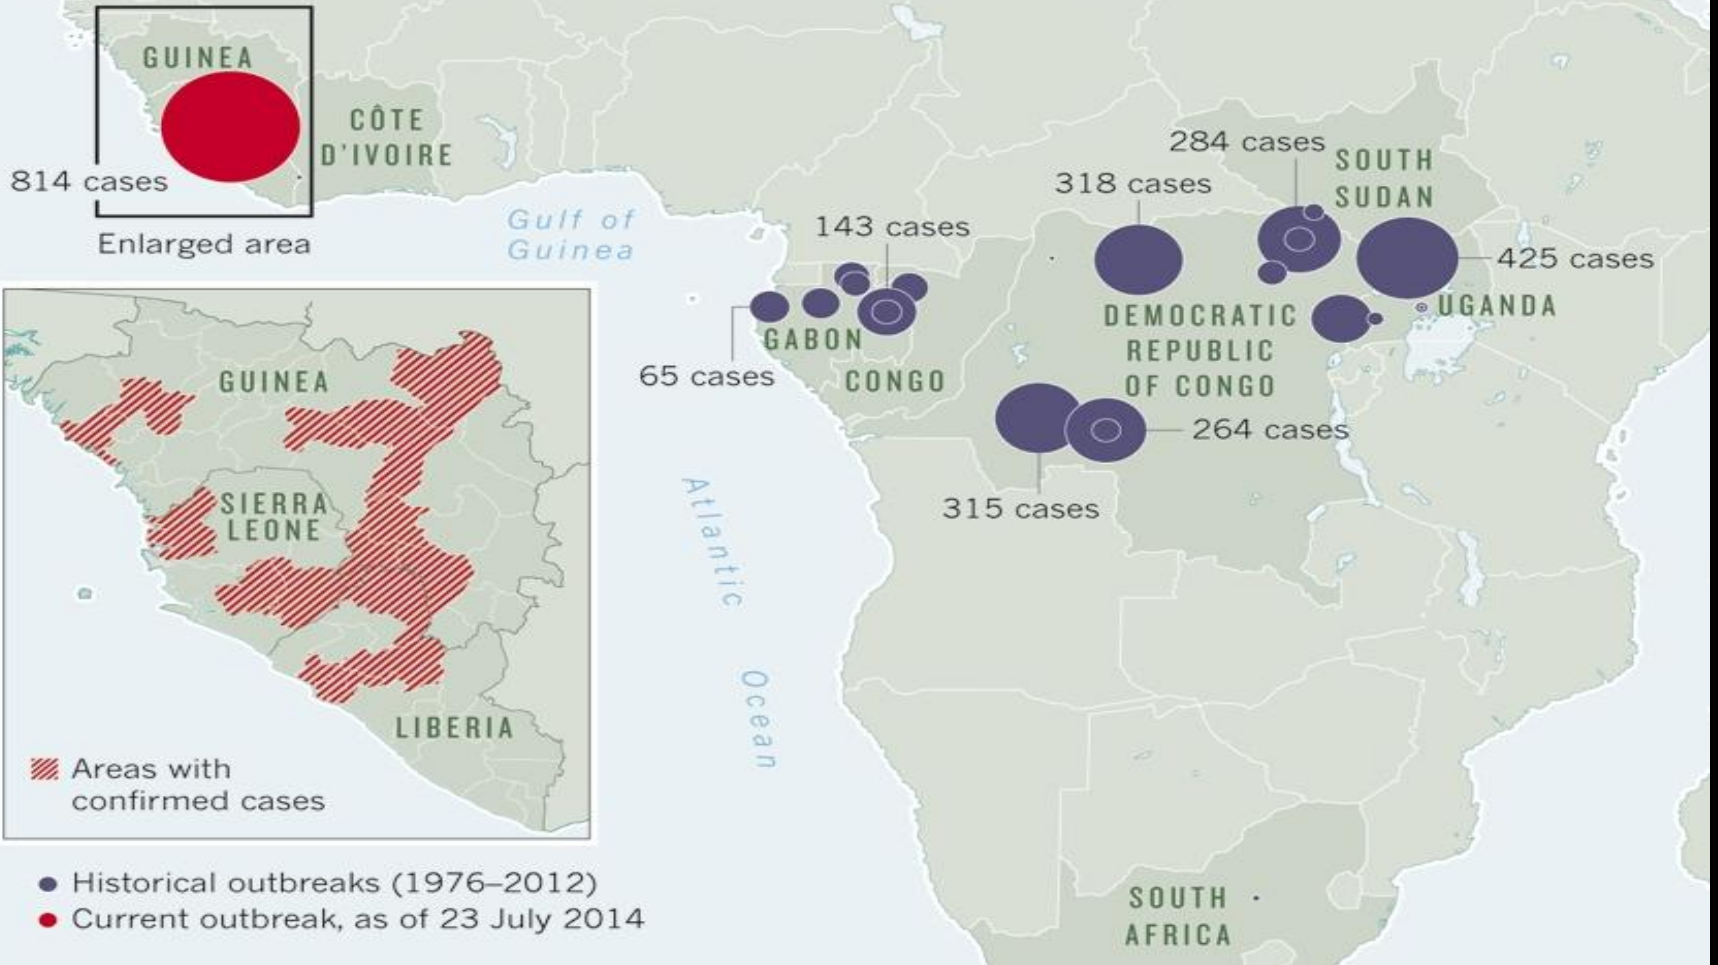 GUINEA
CÔTE
D'IVOIRE
814 cases
Enlarged area
Gulf of
Guinea
284 cases
SOUTH
SUDAN
318 cases
143 cases
425 cases
UGANDA
DEMOCRATIC
REPUBLIC
OF CONGO
GABON
65 cases
CONGO
264 cases
315 cases
Atlantic
Ocean
GUINEA
SIERRA
LEONE
LIBERIA
Areas with
confirmed cases
Historical outbreaks (1976–2012)
Current outbreak, as of 23 July 2014
SOUTH
AFRICA